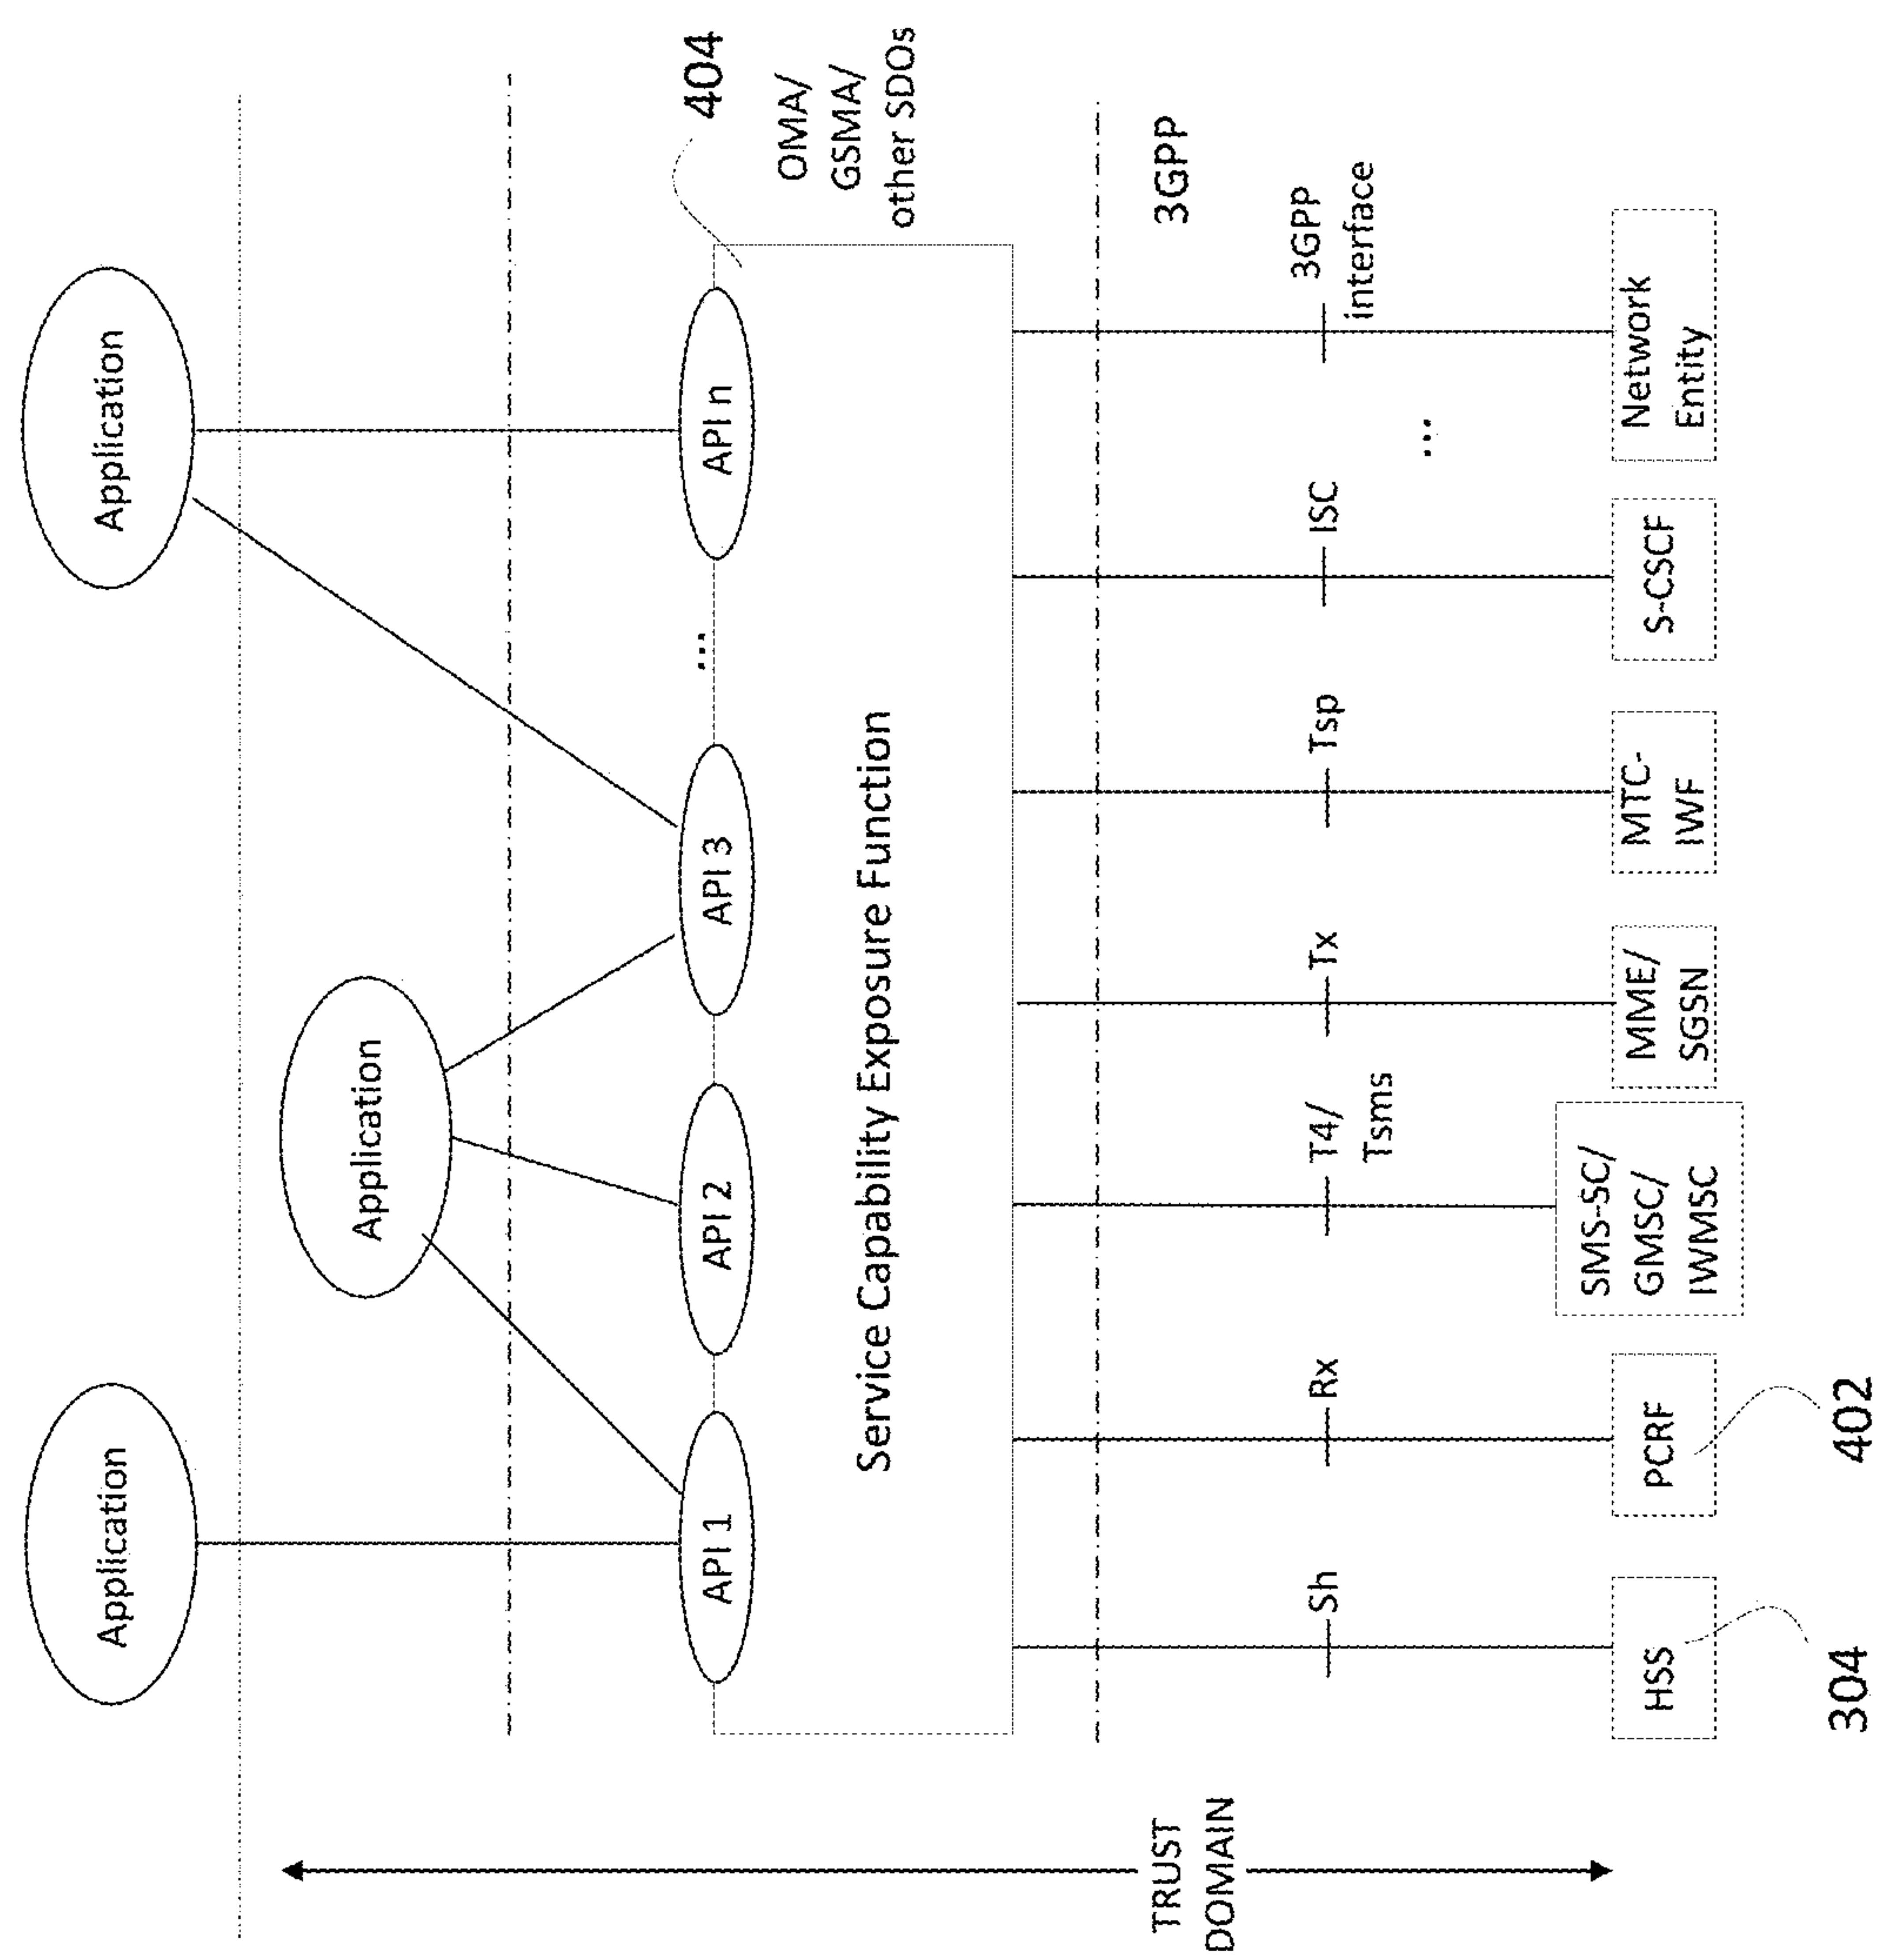 Application
Application
Application
API 1
API 2
API 3
...
API n
404
Service Capability Exposure Function
OMA/
GSMA/
other SDOs
TRUST
DOMAIN
3GPP
Sh
Rx
T4/
Tsms
Tx
Tsp
ISC
...
3GPP
interface
HSS
PCRF
SMS-SC/
GMSC/
IWMSC
MME/
SGSN
MTC-
IWF
S-CSCF
Network
Entity
304
402